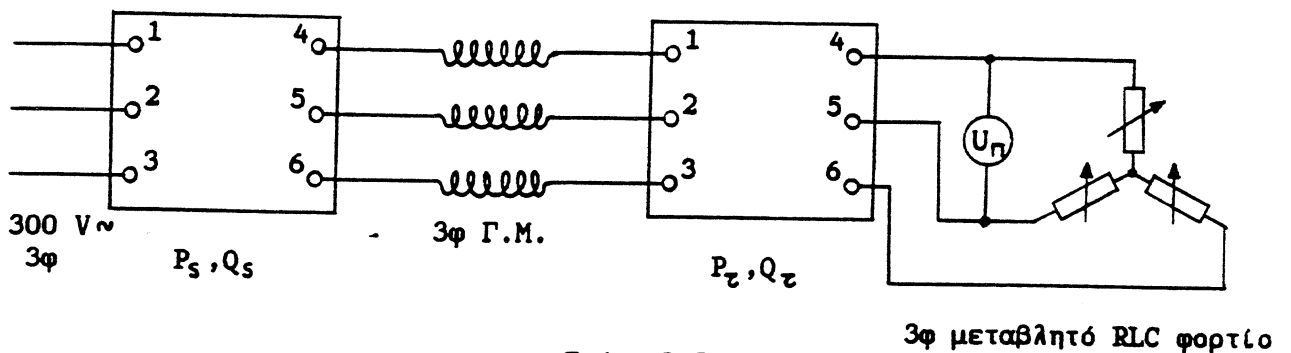 1 4 1 4
2 5 2 5
3 6 3 6
U_π
300 V~
3φ
P_s, Q_s
3φ Γ.Μ.
P_τ, Q_τ
3φ μεταβλητό RLC φορτίο